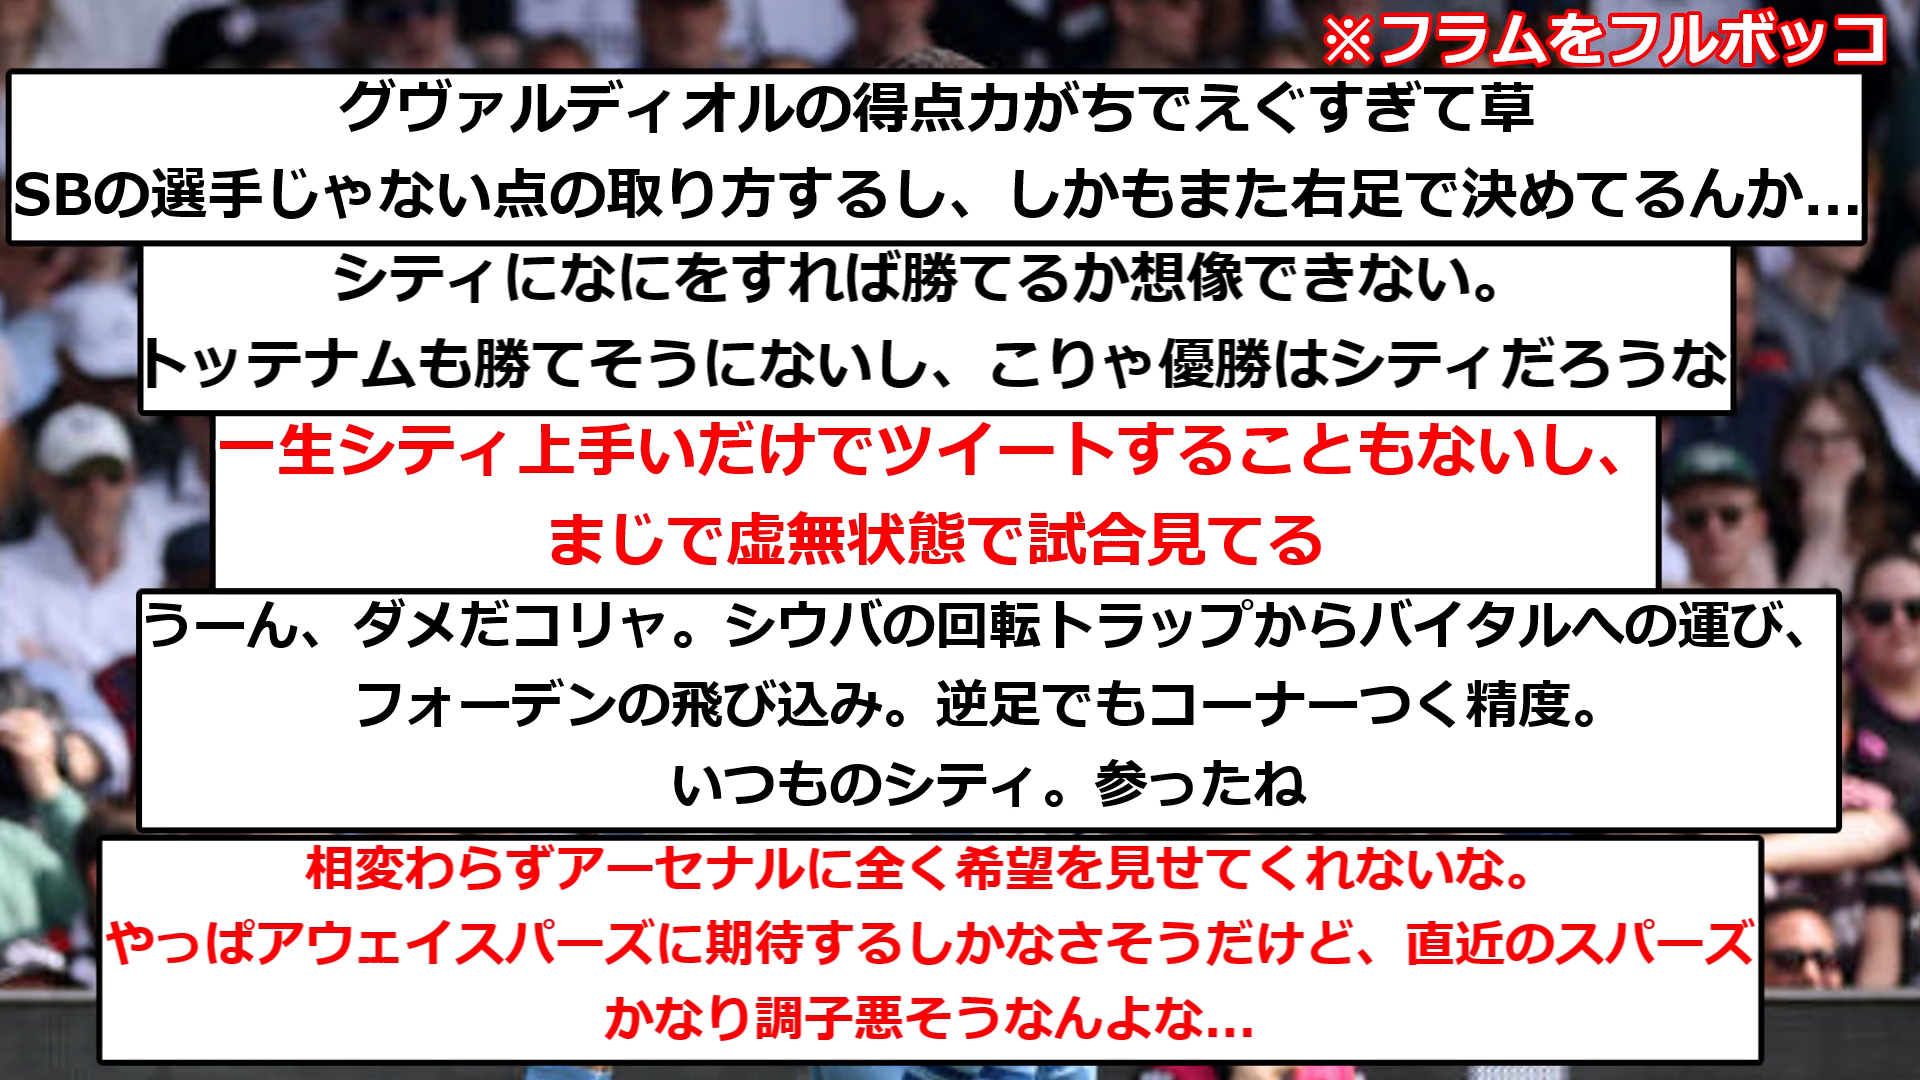 ※フラムをフルボッコ
グヴァルディオルの得点力がちでえぐすぎて草
SBの選手じゃない点の取り方するし、しかもまた右足で決めてるんか...
シティになにをすれば勝てるか想像できない。
トッテナムも勝てそうにないし、こりゃ優勝はシティだろうな
一生シティ上手いだけでツイートすることもないし、
まじで虚無状態で試合見てる
うーん、ダメだコリャ。シウバの回転トラップからバイタルへの運び、
フォーデンの飛び込み。逆足でもコーナーつく精度。
いつものシティ。参ったね
相変わらずアーセナルに全く希望を見せてくれないな。
やっぱアウェイスパーズに期待するしかなさそうだけど、直近のスパーズ
かなり調子悪そうなんよな...